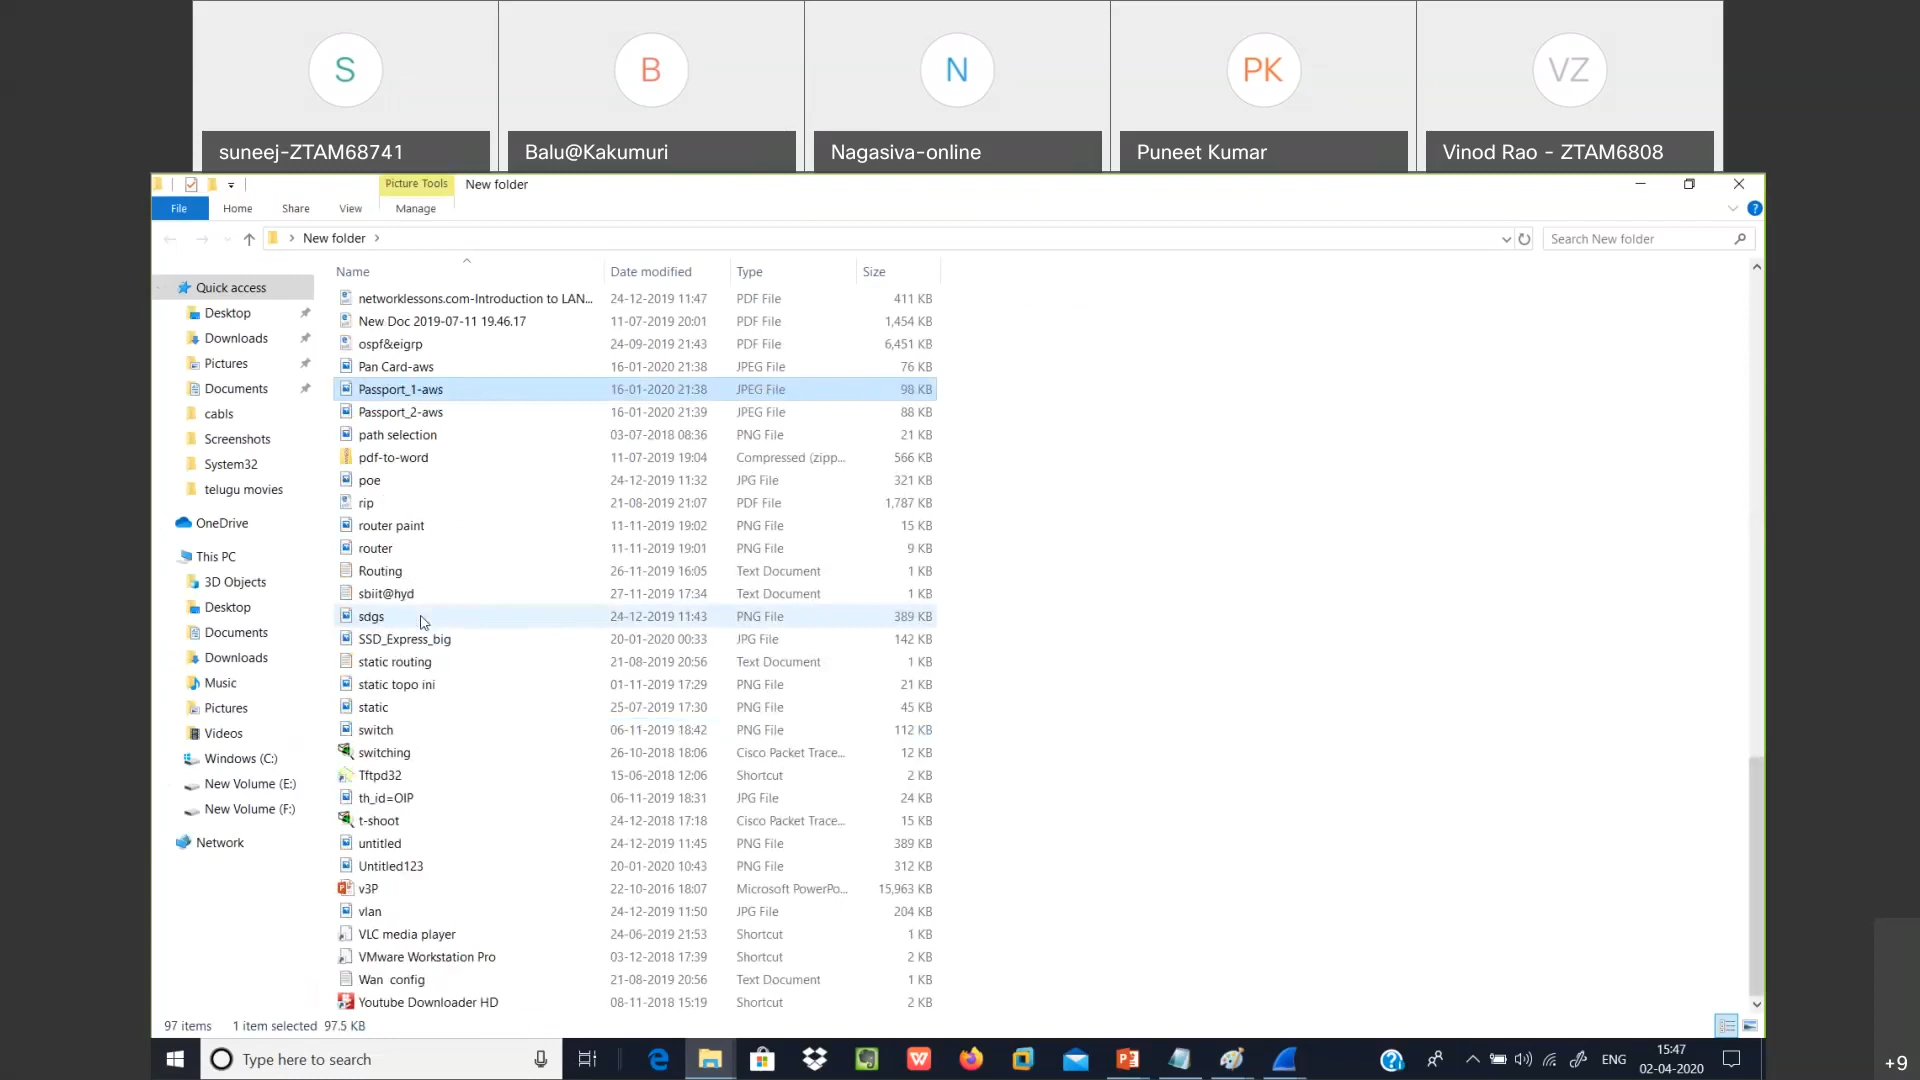 S
B
N
PK
VZ
suneej-ZTAM68741
Balu@Kakumuri
Nagasiva-online
Puneet Kumar
Vinod Rao - ZTAM6808
Picture Tools
New folder
File
Home
Share
View
Manage
New folder
Search New folder
Name
Date modified
Type
Size
Quick access
Desktop
Downloads
Pictures
Documents
cabls
Screenshots
System32
telugu movies
OneDrive
This PC
3D Objects
Desktop
Documents
Downloads
Music
Pictures
Videos
Windows (C:)
New Volume (E:)
New Volume (F:)
Network
networklessons.com-Introduction to LAN... 24-12-2019 11:47 PDF File 411 KB
New Doc 2019-07-11 19.46.17 11-07-2019 20:01 PDF File 1,454 KB
ospf&eigrp 24-09-2019 21:43 PDF File 6,451 KB
Pan Card-aws 16-01-2020 21:38 JPEG File 76 KB
Passport_1-aws 16-01-2020 21:38 JPEG File 98 KB
Passport_2-aws 16-01-2020 21:39 JPEG File 88 KB
path selection 03-07-2018 08:36 PNG File 21 KB
pdf-to-word 11-07-2019 19:04 Compressed (zipp... 566 KB
poe 24-12-2019 11:32 JPG File 321 KB
rip 21-08-2019 21:07 PDF File 1,787 KB
router paint 11-11-2019 19:02 PNG File 15 KB
router 11-11-2019 19:01 PNG File 9 KB
Routing 26-11-2019 16:05 Text Document 1 KB
sbiit@hyd 27-11-2019 17:34 Text Document 1 KB
sdgs 24-12-2019 11:43 PNG File 389 KB
SSD_Express_big 20-01-2020 00:33 JPG File 142 KB
static routing 21-08-2019 20:56 Text Document 1 KB
static topo ini 01-11-2019 17:29 PNG File 21 KB
static 25-07-2019 17:30 PNG File 45 KB
switch 06-11-2019 18:42 PNG File 112 KB
switching 26-10-2018 18:06 Cisco Packet Trace... 12 KB
Tftpd32 15-06-2018 12:06 Shortcut 2 KB
th_id=OIP 06-11-2019 18:31 JPG File 24 KB
t-shoot 24-12-2018 17:18 Cisco Packet Trace... 15 KB
untitled 24-12-2019 11:45 PNG File 389 KB
Untitled123 20-01-2020 10:43 PNG File 312 KB
v3P 22-10-2016 18:07 Microsoft PowerPo... 15,963 KB
vlan 24-12-2019 11:50 JPG File 204 KB
VLC media player 24-06-2019 21:53 Shortcut 1 KB
VMware Workstation Pro 03-12-2018 17:39 Shortcut 2 KB
Wan config 21-08-2019 20:56 Text Document 1 KB
Youtube Downloader HD 08-11-2018 15:19 Shortcut 2 KB
97 items 1 item selected 97.5 KB
Type here to search
ENG
15:47
02-04-2020
+9